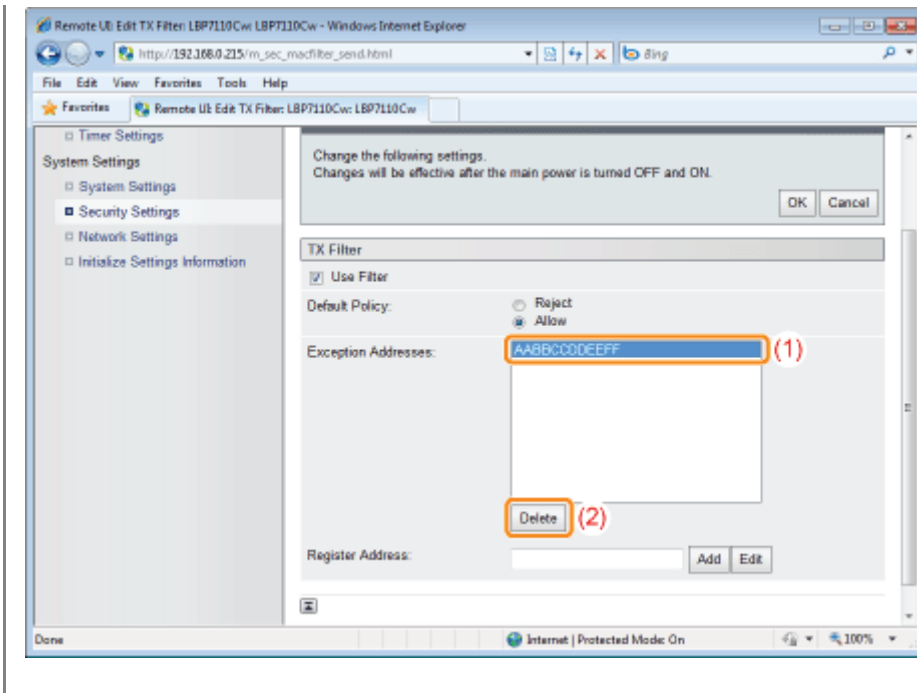 Remote UI: Edit TX Filter: LBP7110Cw: LBP7110Cw - Windows Internet Explorer
http://192.168.0.215/m_sec_macfilter_send.html
Bing
File Edit View Favorites Tools Help
Favorites Remote UI: Edit TX Filter: LBP7110Cw: LBP7110Cw
Timer Settings
System Settings
System Settings
Security Settings
Network Settings
Initialize Settings Information
Change the following settings.
Changes will be effective after the main power is turned OFF and ON.
OK Cancel
TX Filter
Use Filter
Default Policy: Reject
Allow
Exception Addresses: AABBCCDDEEFF (1)
Delete (2)
Register Address: Add Edit
Done Internet | Protected Mode: On 100%